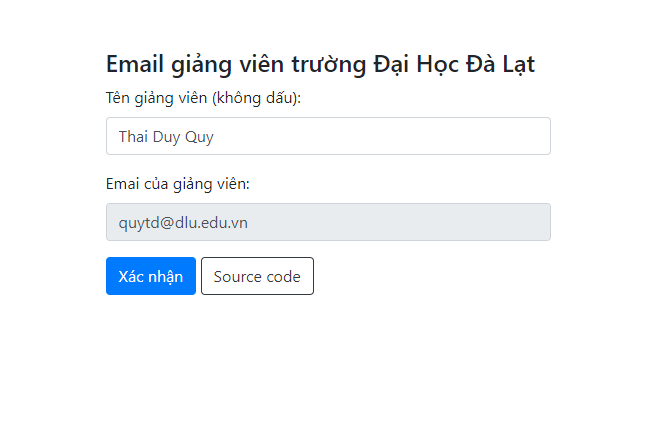 Email giảng viên trường Đại Học Đà Lạt
Tên giảng viên (không dấu):
Thai Duy Quy
Emai của giảng viên:
quytd@dlu.edu.vn
Xác nhận Source code